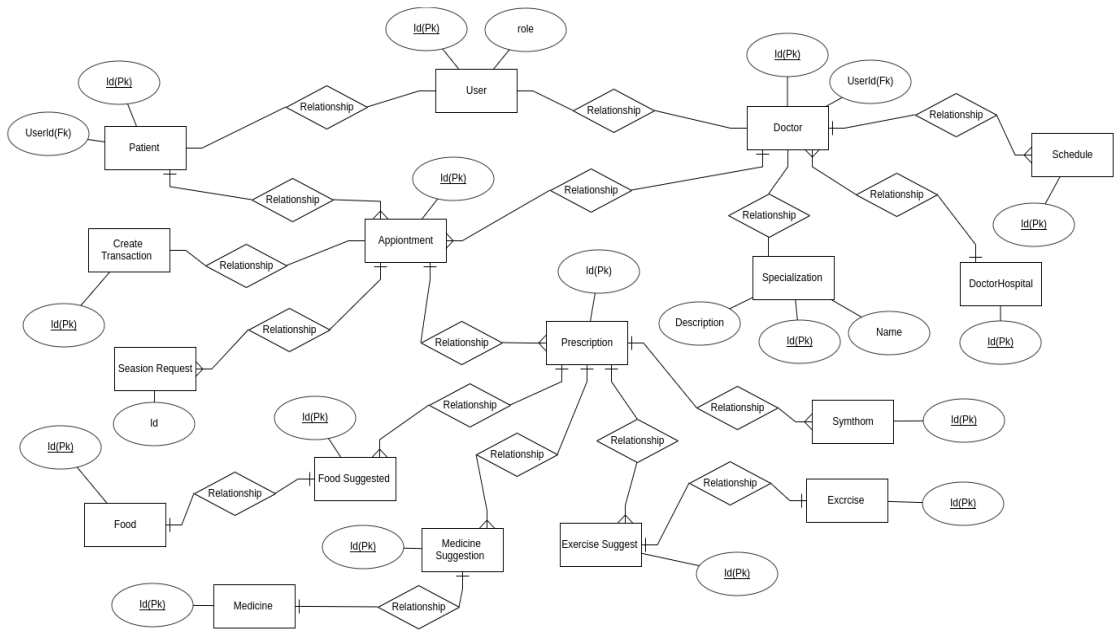 Id(Pk)
role
User
Id(Pk)
UserId(Fk)
Patient
Relationship
Relationship
Id(Pk)
UserId(Fk)
Doctor
Relationship
Schedule
Id(Pk)
Relationship
Id(Pk)
Relationship
Relationship
Relationship
Appiontment
Create
Transaction
Relationship
Id(Pk)
Id(Pk)
Specialization
Description
Id(Pk)
Name
DoctorHospital
Id(Pk)
Relationship
Seasion Request
Id
Relationship
Prescription
Relationship
Id(Pk)
Relationship
Symthom
Id(Pk)
Relationship
Relationship
Id(Pk)
Food
Relationship
Food Suggested
Relationship
Excrcise
Id(Pk)
Id(Pk)
Medicine
Suggestion
Exercise Suggest
Id(Pk)
Id(Pk)
Medicine
Relationship